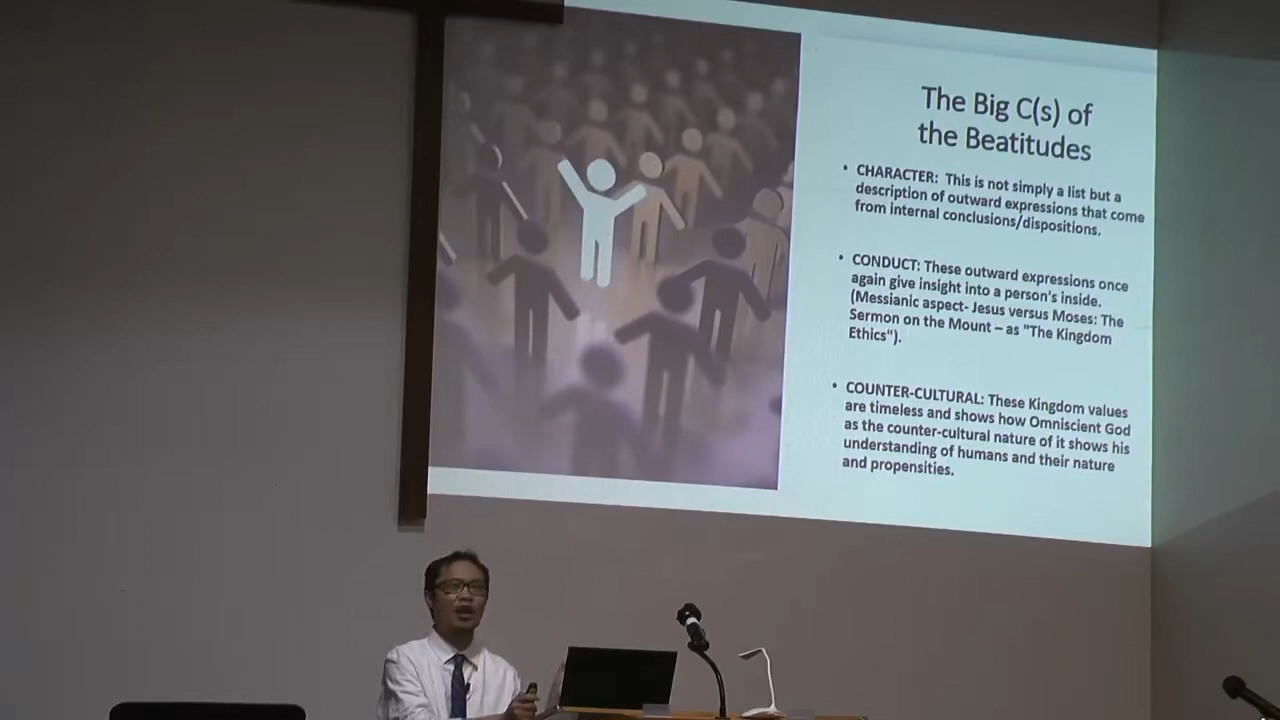 The Big C(s) of
the Beatitudes
• CHARACTER: This is not simply a list but a
description of outward expressions that come
from internal conclusions/dispositions.
• CONDUCT: These outward expressions once
again give insight into a person's inside.
(Messianic aspect- Jesus versus Moses: The
Sermon on the Mount – as "The Kingdom
Ethics").
• COUNTER-CULTURAL: These Kingdom values
are timeless and shows how Omniscient God
as the counter-cultural nature of it shows his
understanding of humans and their nature
and propensities.